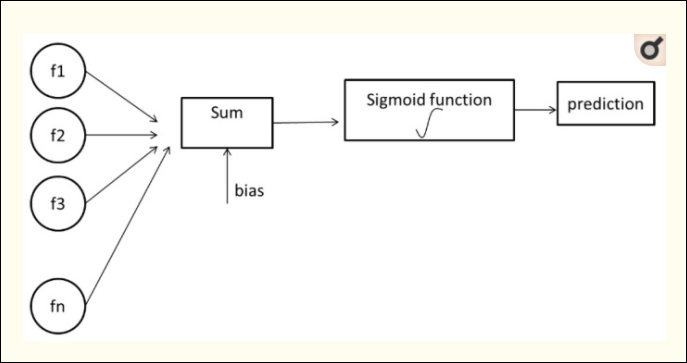 f1
f2
f3
fn
Sum
bias
Sigmoid function
prediction